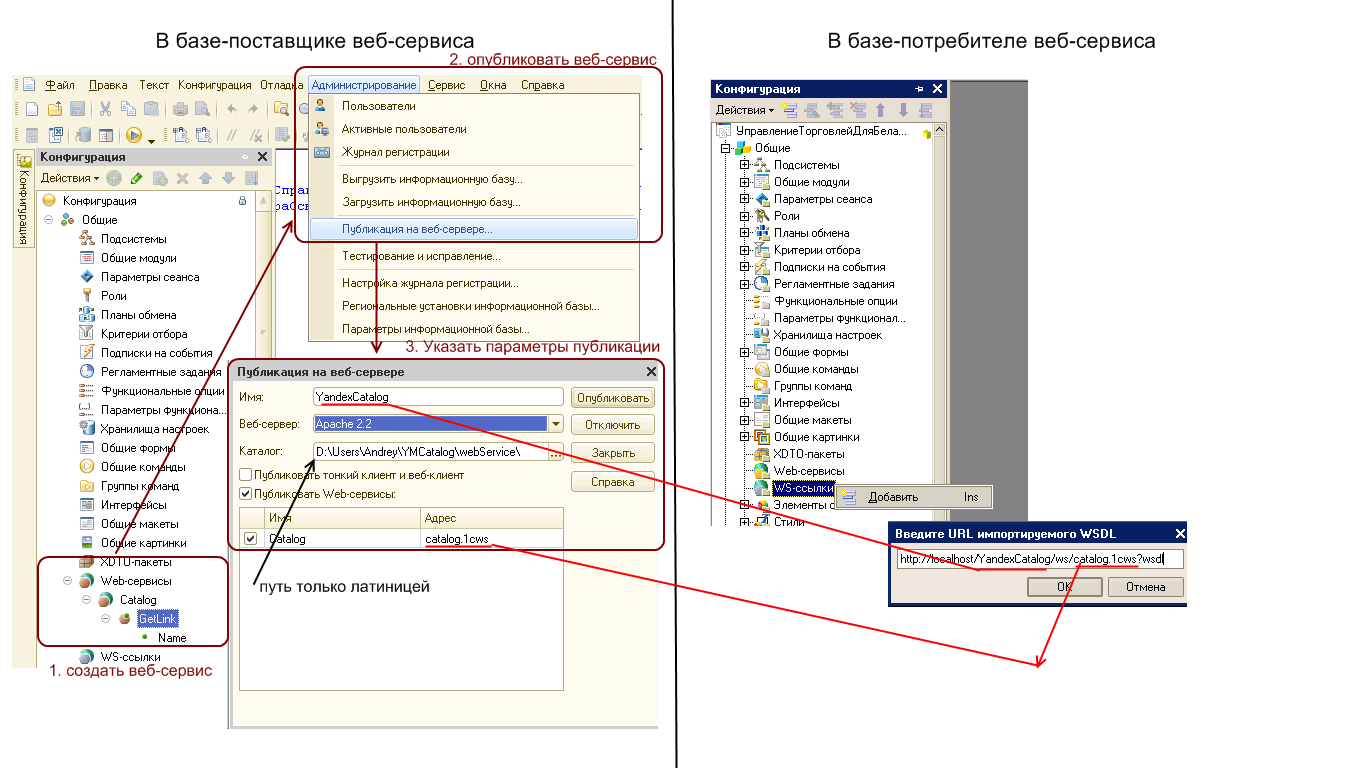 В базе-поставщике веб-сервиса
В базе-потребителе веб-сервиса
2. опубликовать веб-сервис
Файл Правка Текст Конфигурация Отладка Администрирование Сервис Окна Справка
Пользователи
Активные пользователи
Журнал регистрации
Выгрузить информационную базу...
Загрузить информационную базу...
Публикация на веб-сервере...
Тестирование и исправление...
Настройка журнала регистрации...
Региональные установки информационной базы...
Параметры информационной базы...
Конфигурация
Конфигурация
Действия
Конфигурация
Общие
Подсистемы
Общие модули
Параметры сеанса
Роли
Планы обмена
Критерии отбора
Подписки на события
Регламентные задания
Функциональные опции
Параметры функциона...
Хранилища настроек
Общие формы
Общие команды
Группы команд
Интерфейсы
Общие макеты
Общие картинки
XDTO-пакеты
Web-сервисы
Catalog
GetLink
Name
WS-ссылки
1. создать веб-сервис
3. Указать параметры публикации
Публикация на веб-сервере
Имя: YandexCatalog Опубликовать
Веб-сервер: Apache 2.2 Отключить
Каталог: D:\Users\Andrey\YMCatalog\webService\ ... Закрыть
Публиковать тонкий клиент и веб-клиент Справка
Публиковать Web-сервисы:
Имя Адрес
Catalog catalog.1cws
путь только латиницей
Конфигурация
Действия
УправлениеТорговлейДляБела...
Общие
Подсистемы
Общие модули
Параметры сеанса
Роли
Планы обмена
Критерии отбора
Подписки на события
Регламентные задания
Функциональные опции
Параметры функционал...
Хранилища настроек
Общие формы
Общие команды
Группы команд
Интерфейсы
Общие макеты
Общие картинки
XDTO-пакеты
Web-сервисы
WS-ссылки
Добавить Ins
Элементы с
Стили
Введите URL импортируемого WSDL
http://localhost/YandexCatalog/ws/catalog.1cws?wsdl
OK Отмена